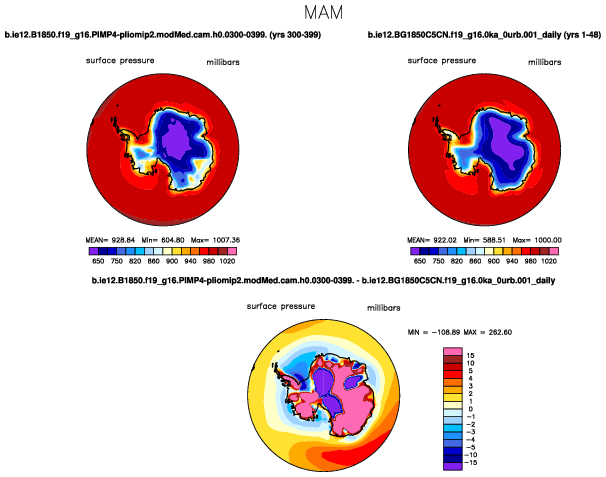 MAM
b.ie12.B1850.f19_g16.PIMP4-pliomip2.modMed.cam.h0.0300-0399. (yrs 300-399)
b.ie12.BG1850C5CN.f19_g16.0ka_0urb.001_daily (yrs 1-48)
surface pressure millibars
surface pressure millibars
MEAN= 928.84 Min= 604.80 Max= 1007.36
MEAN= 922.02 Min= 588.51 Max= 1000.00
650 750 820 880 900 940 980 1020
650 750 820 880 900 940 980 1020
b.ie12.B1850.f19_g16.PIMP4-pliomip2.modMed.cam.h0.0300-0399. - b.ie12.BG1850C5CN.f19_g16.0ka_0urb.001_daily
surface pressure millibars
MIN = -108.89 MAX = 262.60
15
10
5
4
3
2
1
0
-1
-2
-3
-4
-5
-10
-15